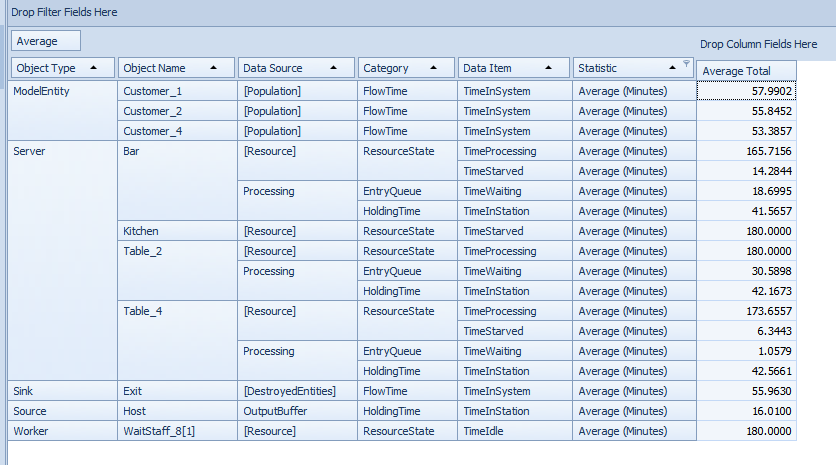 Drop Filter Fields Here
Average
Drop Column Fields Here
Object Type Object Name Data Source Category Data Item Statistic Average Total
ModelEntity Customer_1 [Population] FlowTime TimeInSystem Average (Minutes) 57.9902
Customer_2 [Population] FlowTime TimeInSystem Average (Minutes) 55.8452
Customer_4 [Population] FlowTime TimeInSystem Average (Minutes) 53.3857
Server Bar [Resource] ResourceState TimeProcessing Average (Minutes) 165.7156
TimeStarved Average (Minutes) 14.2844
Processing EntryQueue TimeWaiting Average (Minutes) 18.6995
HoldingTime TimeInStation Average (Minutes) 41.5657
Kitchen [Resource] ResourceState TimeStarved Average (Minutes) 180.0000
Table_2 [Resource] ResourceState TimeProcessing Average (Minutes) 180.0000
Processing EntryQueue TimeWaiting Average (Minutes) 30.5898
HoldingTime TimeInStation Average (Minutes) 42.1673
Table_4 [Resource] ResourceState TimeProcessing Average (Minutes) 173.6557
TimeStarved Average (Minutes) 6.3443
Processing EntryQueue TimeWaiting Average (Minutes) 1.0579
HoldingTime TimeInStation Average (Minutes) 42.5661
Sink Exit [DestroyedEntities] FlowTime TimeInSystem Average (Minutes) 55.9630
Source Host OutputBuffer HoldingTime TimeInStation Average (Minutes) 16.0100
Worker WaitStaff_8[1] [Resource] ResourceState TimeIdle Average (Minutes) 180.0000